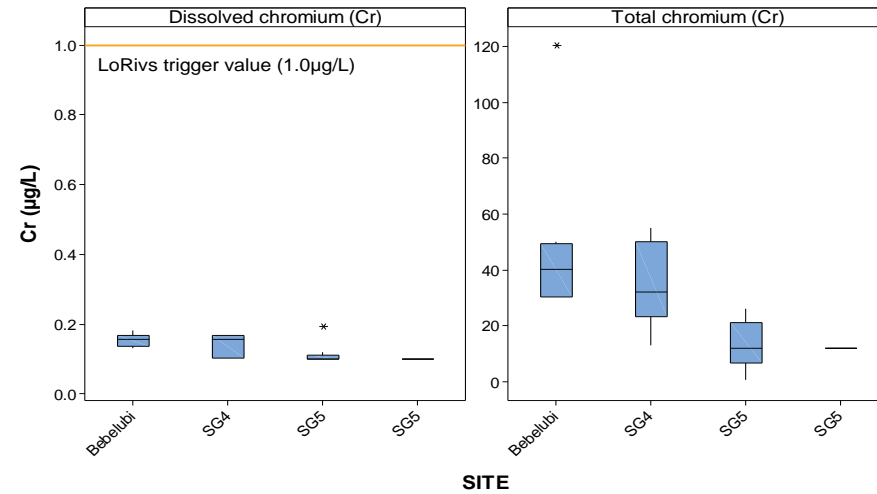 Dissolved chromium (Cr)
Total chromium (Cr)
LoRivs trigger value (1.0µg/L)
Cr (µg/L)
1.0
0.8
0.6
0.4
0.2
0.0
120
100
80
60
40
20
0
Bebelubi
SG4
SG5
SG5
Bebelubi
SG4
SG5
SG5
SITE